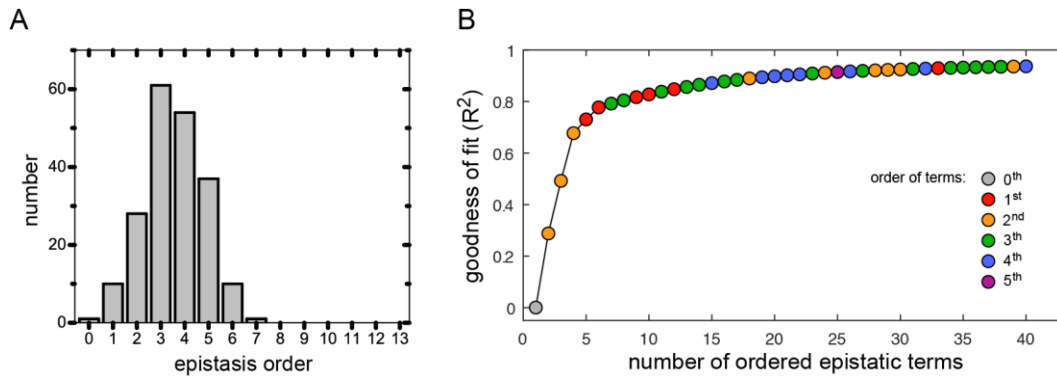 A
number
60
40
20
0
0 1 2 3 4 5 6 7 8 9 10 11 12 13
epistasis order
B
goodness of fit (R²)
1
0.8
0.6
0.4
0.2
0
0 5 10 15 20 25 30 35 40
number of ordered epistatic terms
order of terms:
0th
1st
2nd
3th
4th
5th